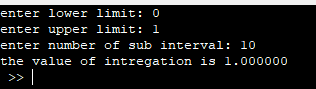 enter lower limit: 0
enter upper limit: 1
enter number of sub interval: 10
the value of intregation is 1.000000
>>